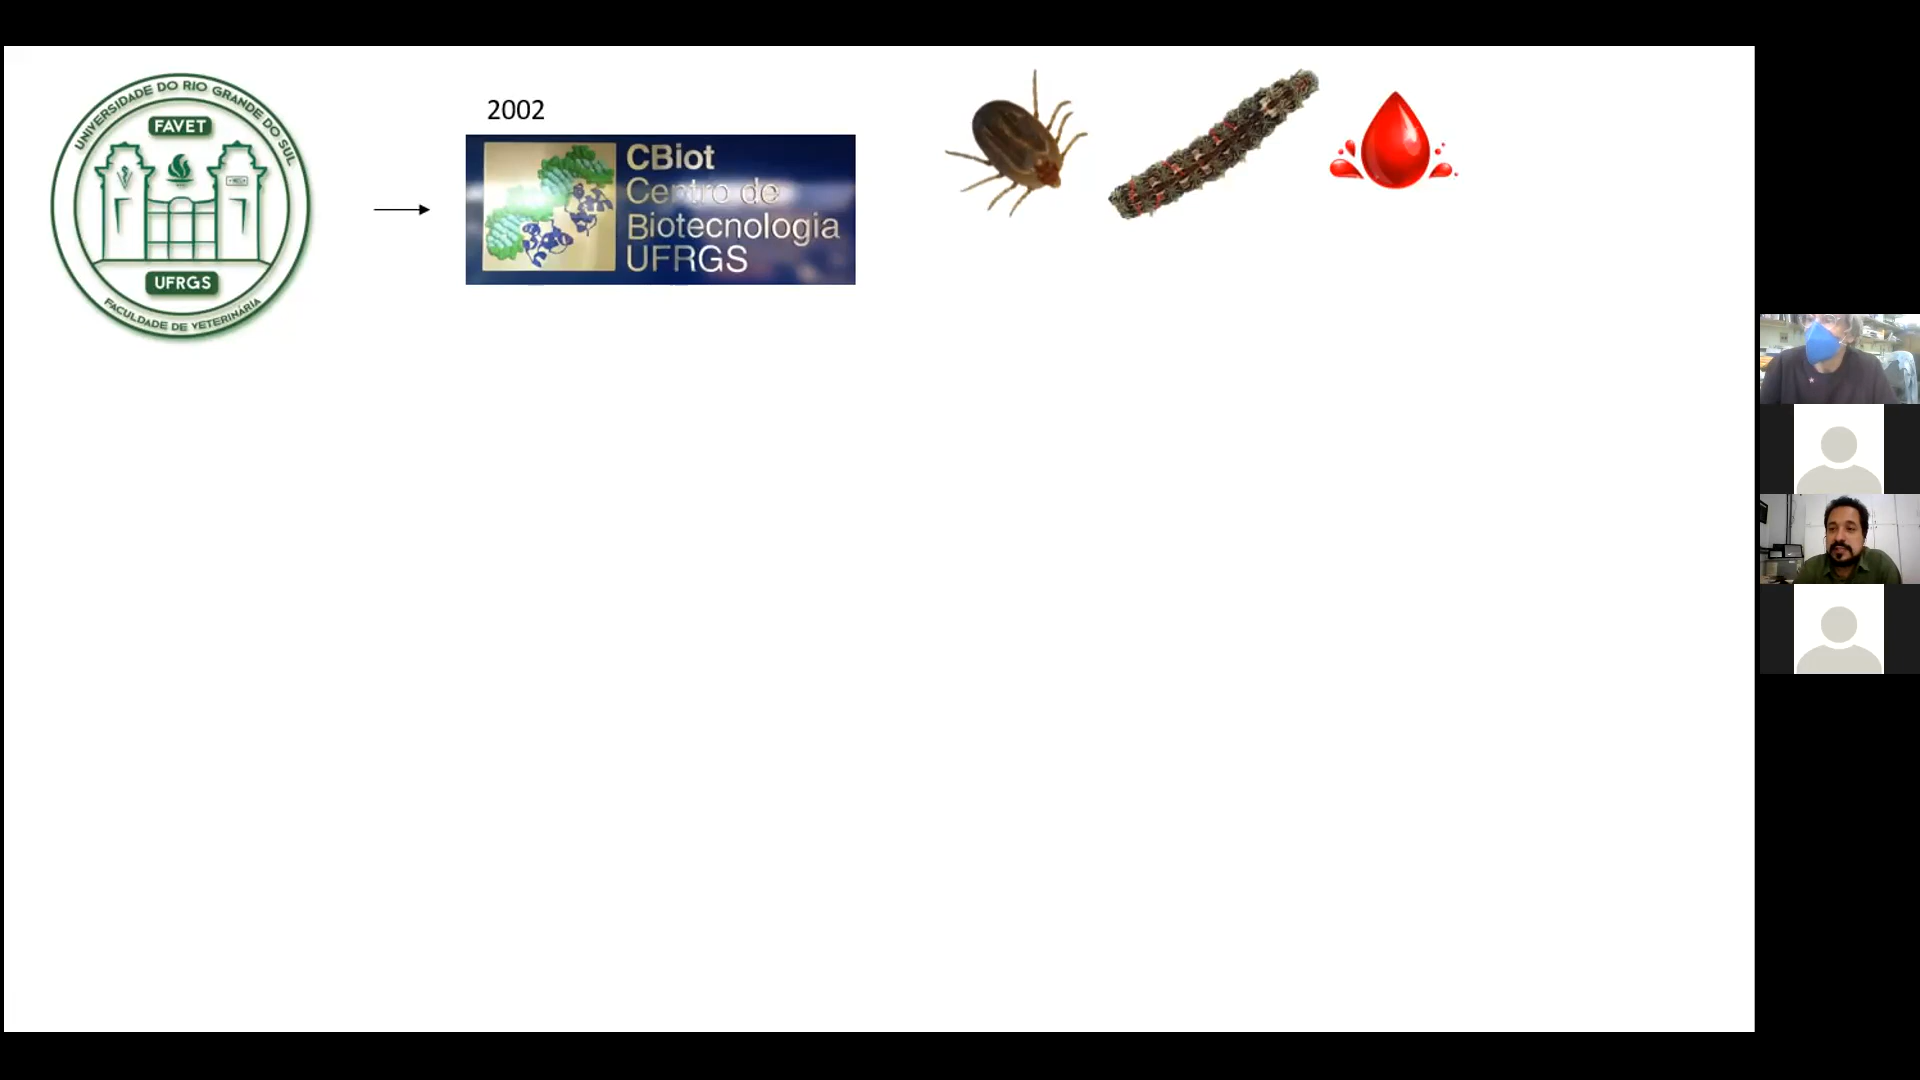 UNIVERSIDADE DO RIO GRANDE DO SUL
FAVET
UFRGS
FACULDADE DE VETERINÁRIA
2002
CBiot
Centro de
Biotecnologia
UFRGS